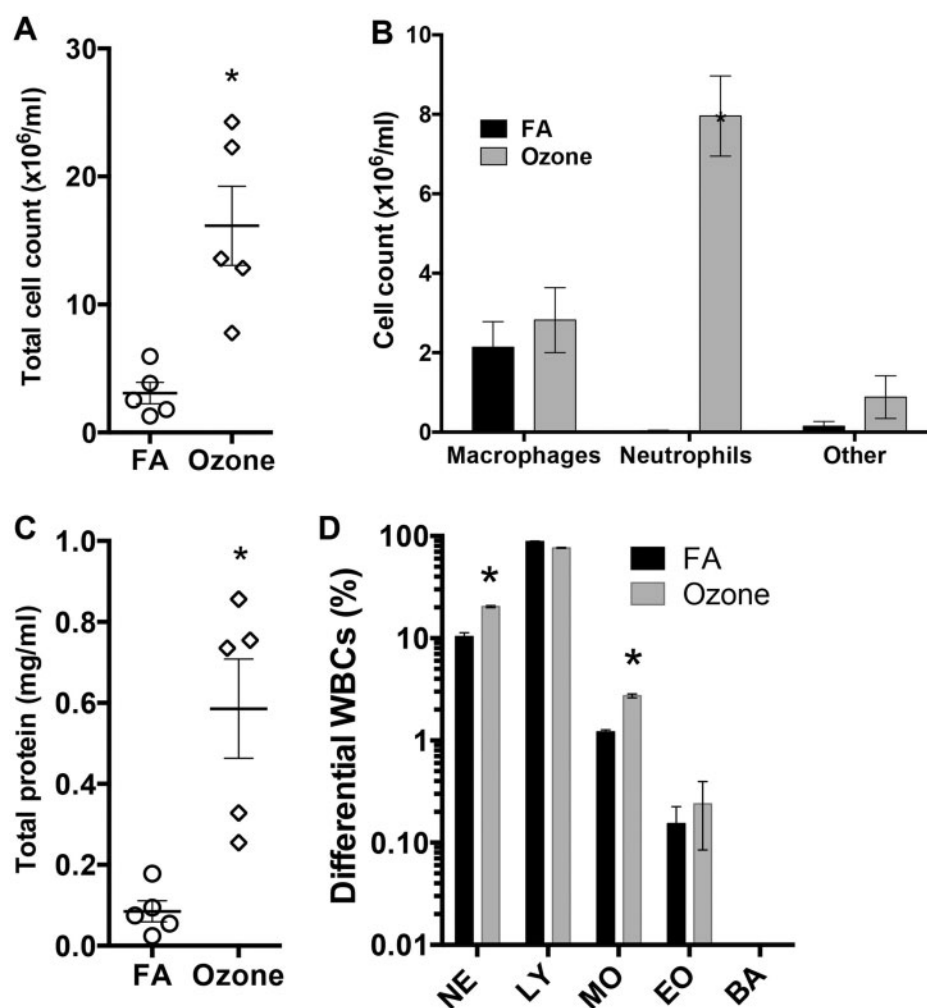 A
Total cell count (x10⁶/ml)
30
20
10
0
*
FA Ozone
B
Cell count (x10⁶/ml)
10
8
6
4
2
0
FA
Ozone
*
Macrophages Neutrophils Other
C
Total protein (mg/ml)
1.0
0.8
0.6
0.4
0.2
0.0
*
FA Ozone
D
Differential WBCs (%)
100
10
1
0.10
0.01
FA
Ozone
*
*
NE LY MO EO BA